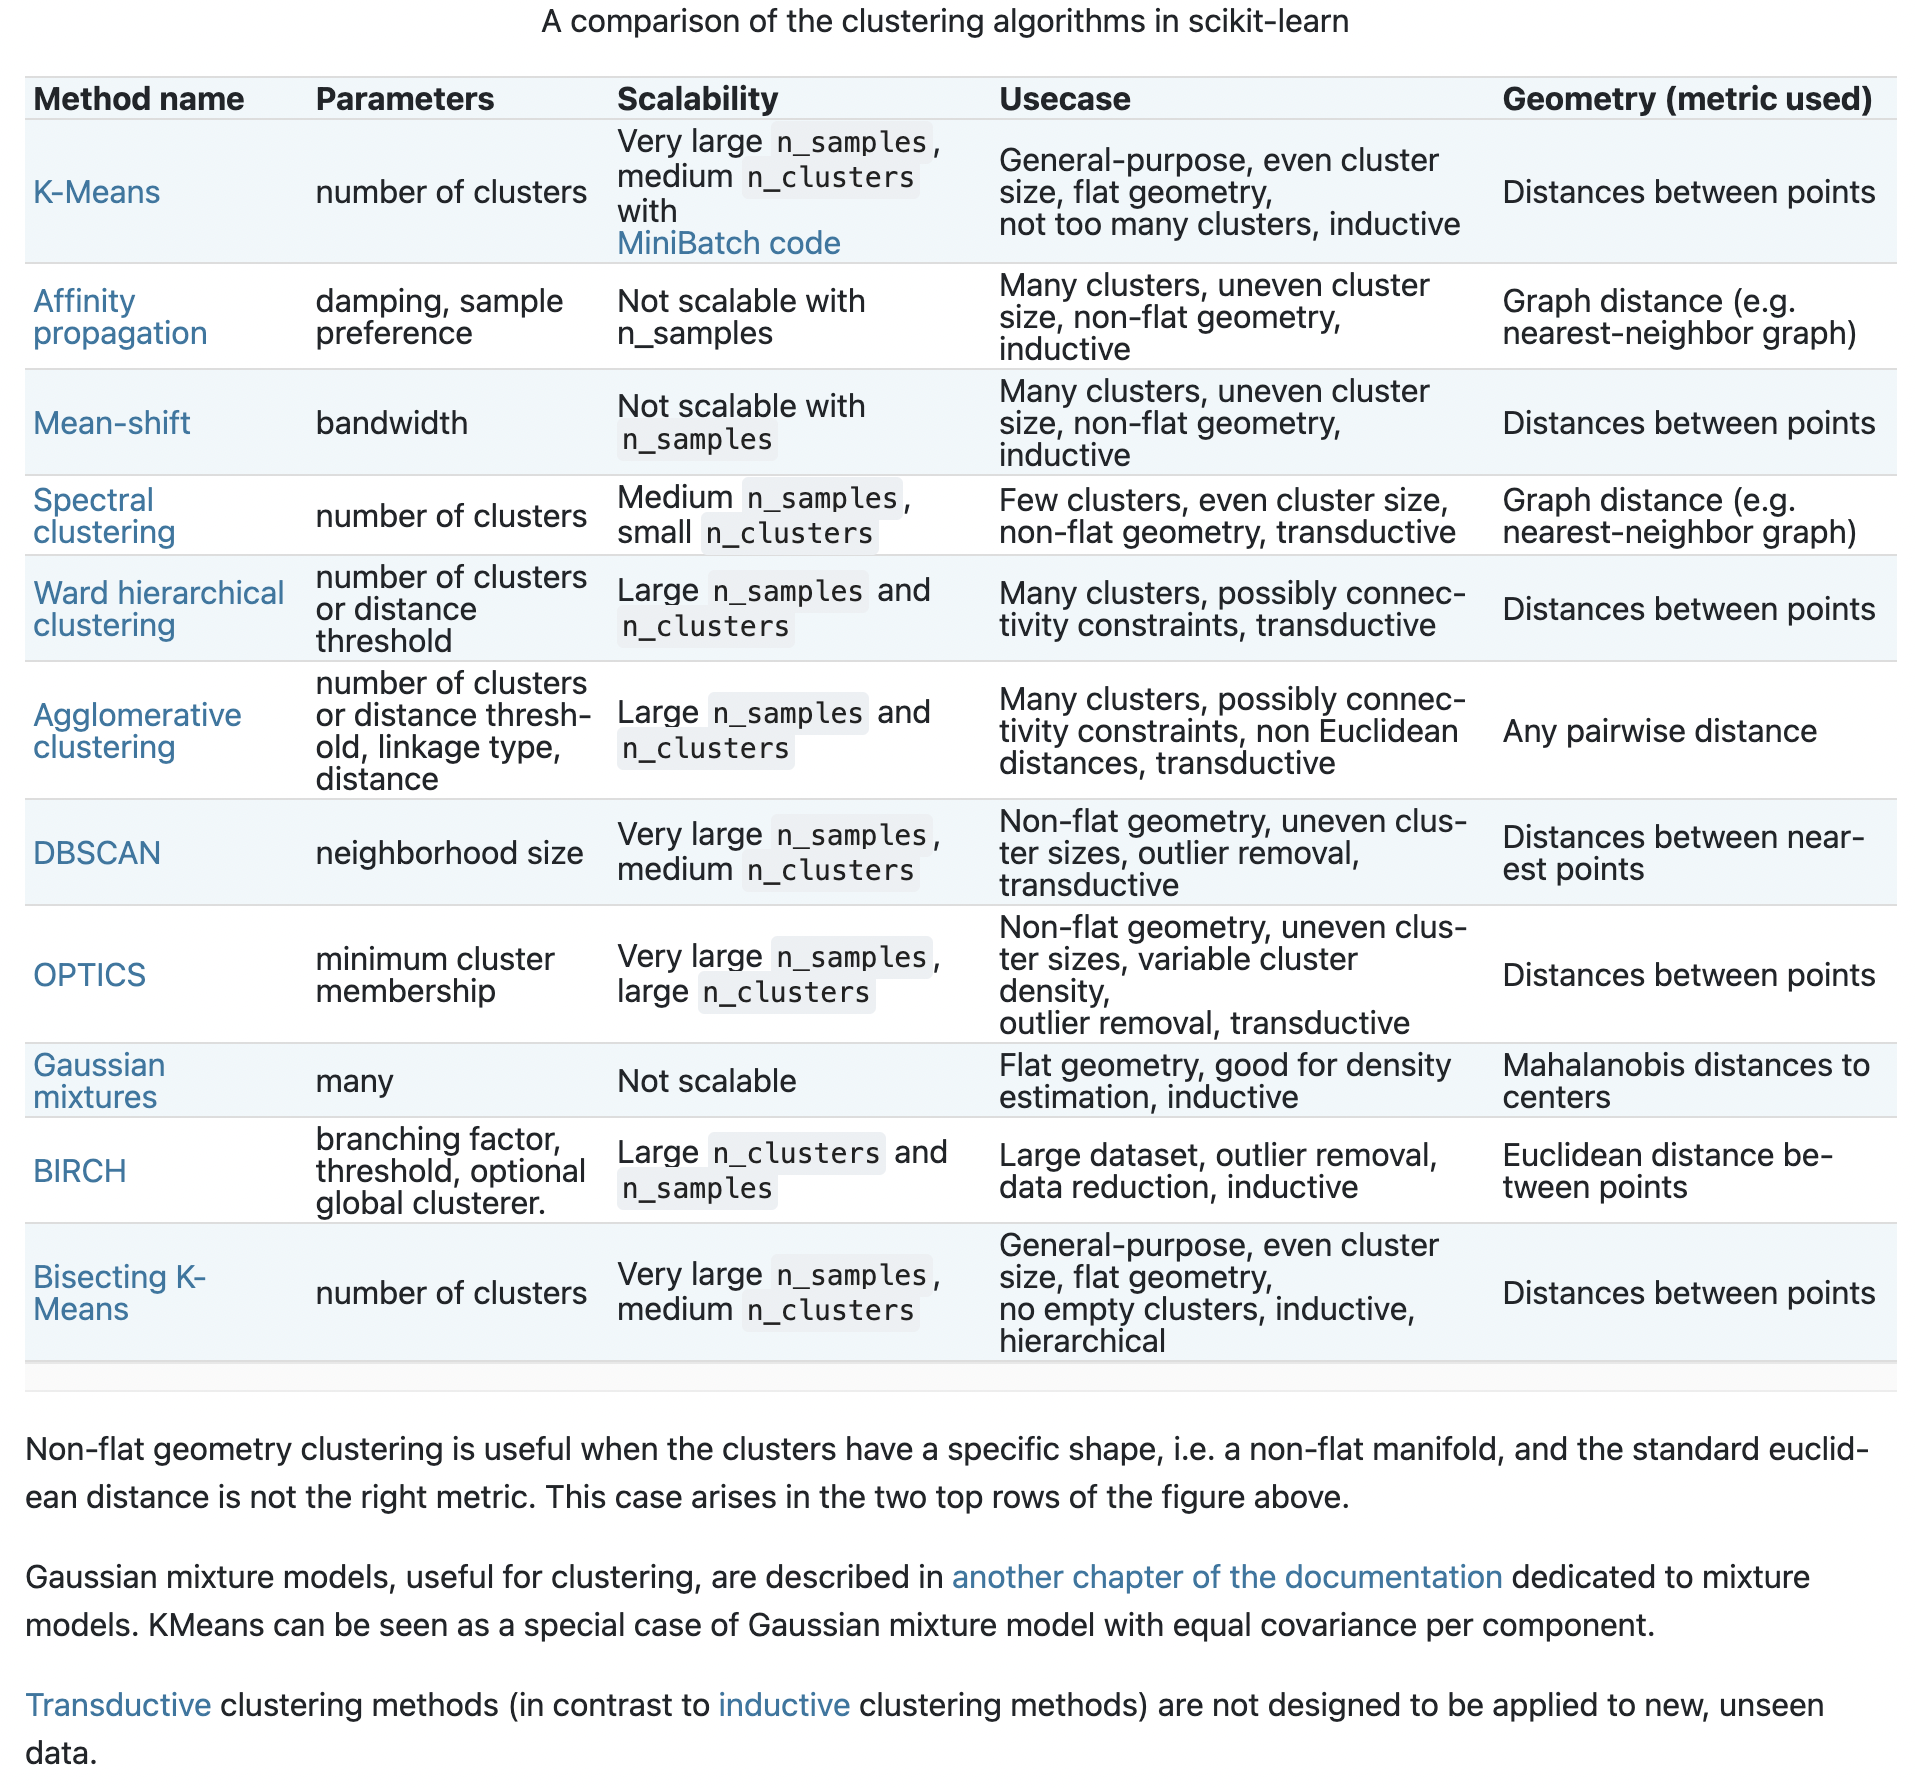 A comparison of the clustering algorithms in scikit-learn
Method name Parameters Scalability Usecase Geometry (metric used)
K-Means
number of clusters
Very large n_samples,
medium n_clusters
with
MiniBatch code
General-purpose, even cluster
size, flat geometry,
not too many clusters, inductive
Distances between points
Affinity
propagation
damping, sample
preference
Not scalable with
n_samples
Many clusters, uneven cluster
size, non-flat geometry,
inductive
Graph distance (e.g.
nearest-neighbor graph)
Mean-shift
bandwidth
Not scalable with
n_samples
Many clusters, uneven cluster
size, non-flat geometry,
inductive
Distances between points
Spectral
clustering
number of clusters
Medium n_samples,
small n_clusters
Few clusters, even cluster size,
non-flat geometry, transductive
Graph distance (e.g.
nearest-neighbor graph)
Ward hierarchical
clustering
number of clusters
or distance
threshold
Large n_samples and
n_clusters
Many clusters, possibly connec-
tivity constraints, transductive
Distances between points
Agglomerative
clustering
number of clusters
or distance thresh-
old, linkage type,
distance
Large n_samples and
n_clusters
Many clusters, possibly connec-
tivity constraints, non Euclidean
distances, transductive
Any pairwise distance
DBSCAN
neighborhood size
Very large n_samples,
medium n_clusters
Non-flat geometry, uneven clus-
ter sizes, outlier removal,
transductive
Distances between near-
est points
OPTICS
minimum cluster
membership
Very large n_samples,
large n_clusters
Non-flat geometry, uneven clus-
ter sizes, variable cluster
density,
outlier removal, transductive
Distances between points
Gaussian
mixtures
many
Not scalable
Flat geometry, good for density
estimation, inductive
Mahalanobis distances to
centers
BIRCH
branching factor,
threshold, optional
global clusterer.
Large n_clusters and
n_samples
Large dataset, outlier removal,
data reduction, inductive
Euclidean distance be-
tween points
Bisecting K-
Means
number of clusters
Very large n_samples,
medium n_clusters
General-purpose, even cluster
size, flat geometry,
no empty clusters, inductive,
hierarchical
Distances between points
Non-flat geometry clustering is useful when the clusters have a specific shape, i.e. a non-flat manifold, and the standard euclid-
ean distance is not the right metric. This case arises in the two top rows of the figure above.
Gaussian mixture models, useful for clustering, are described in another chapter of the documentation dedicated to mixture
models. KMeans can be seen as a special case of Gaussian mixture model with equal covariance per component.
Transductive clustering methods (in contrast to inductive clustering methods) are not designed to be applied to new, unseen
data.